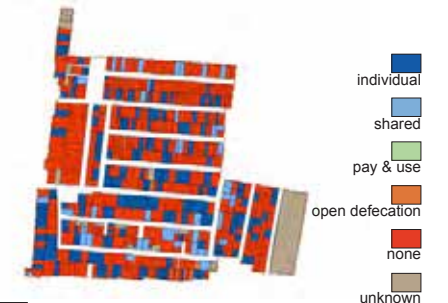 individual
shared
pay & use
open defecation
none
unknown